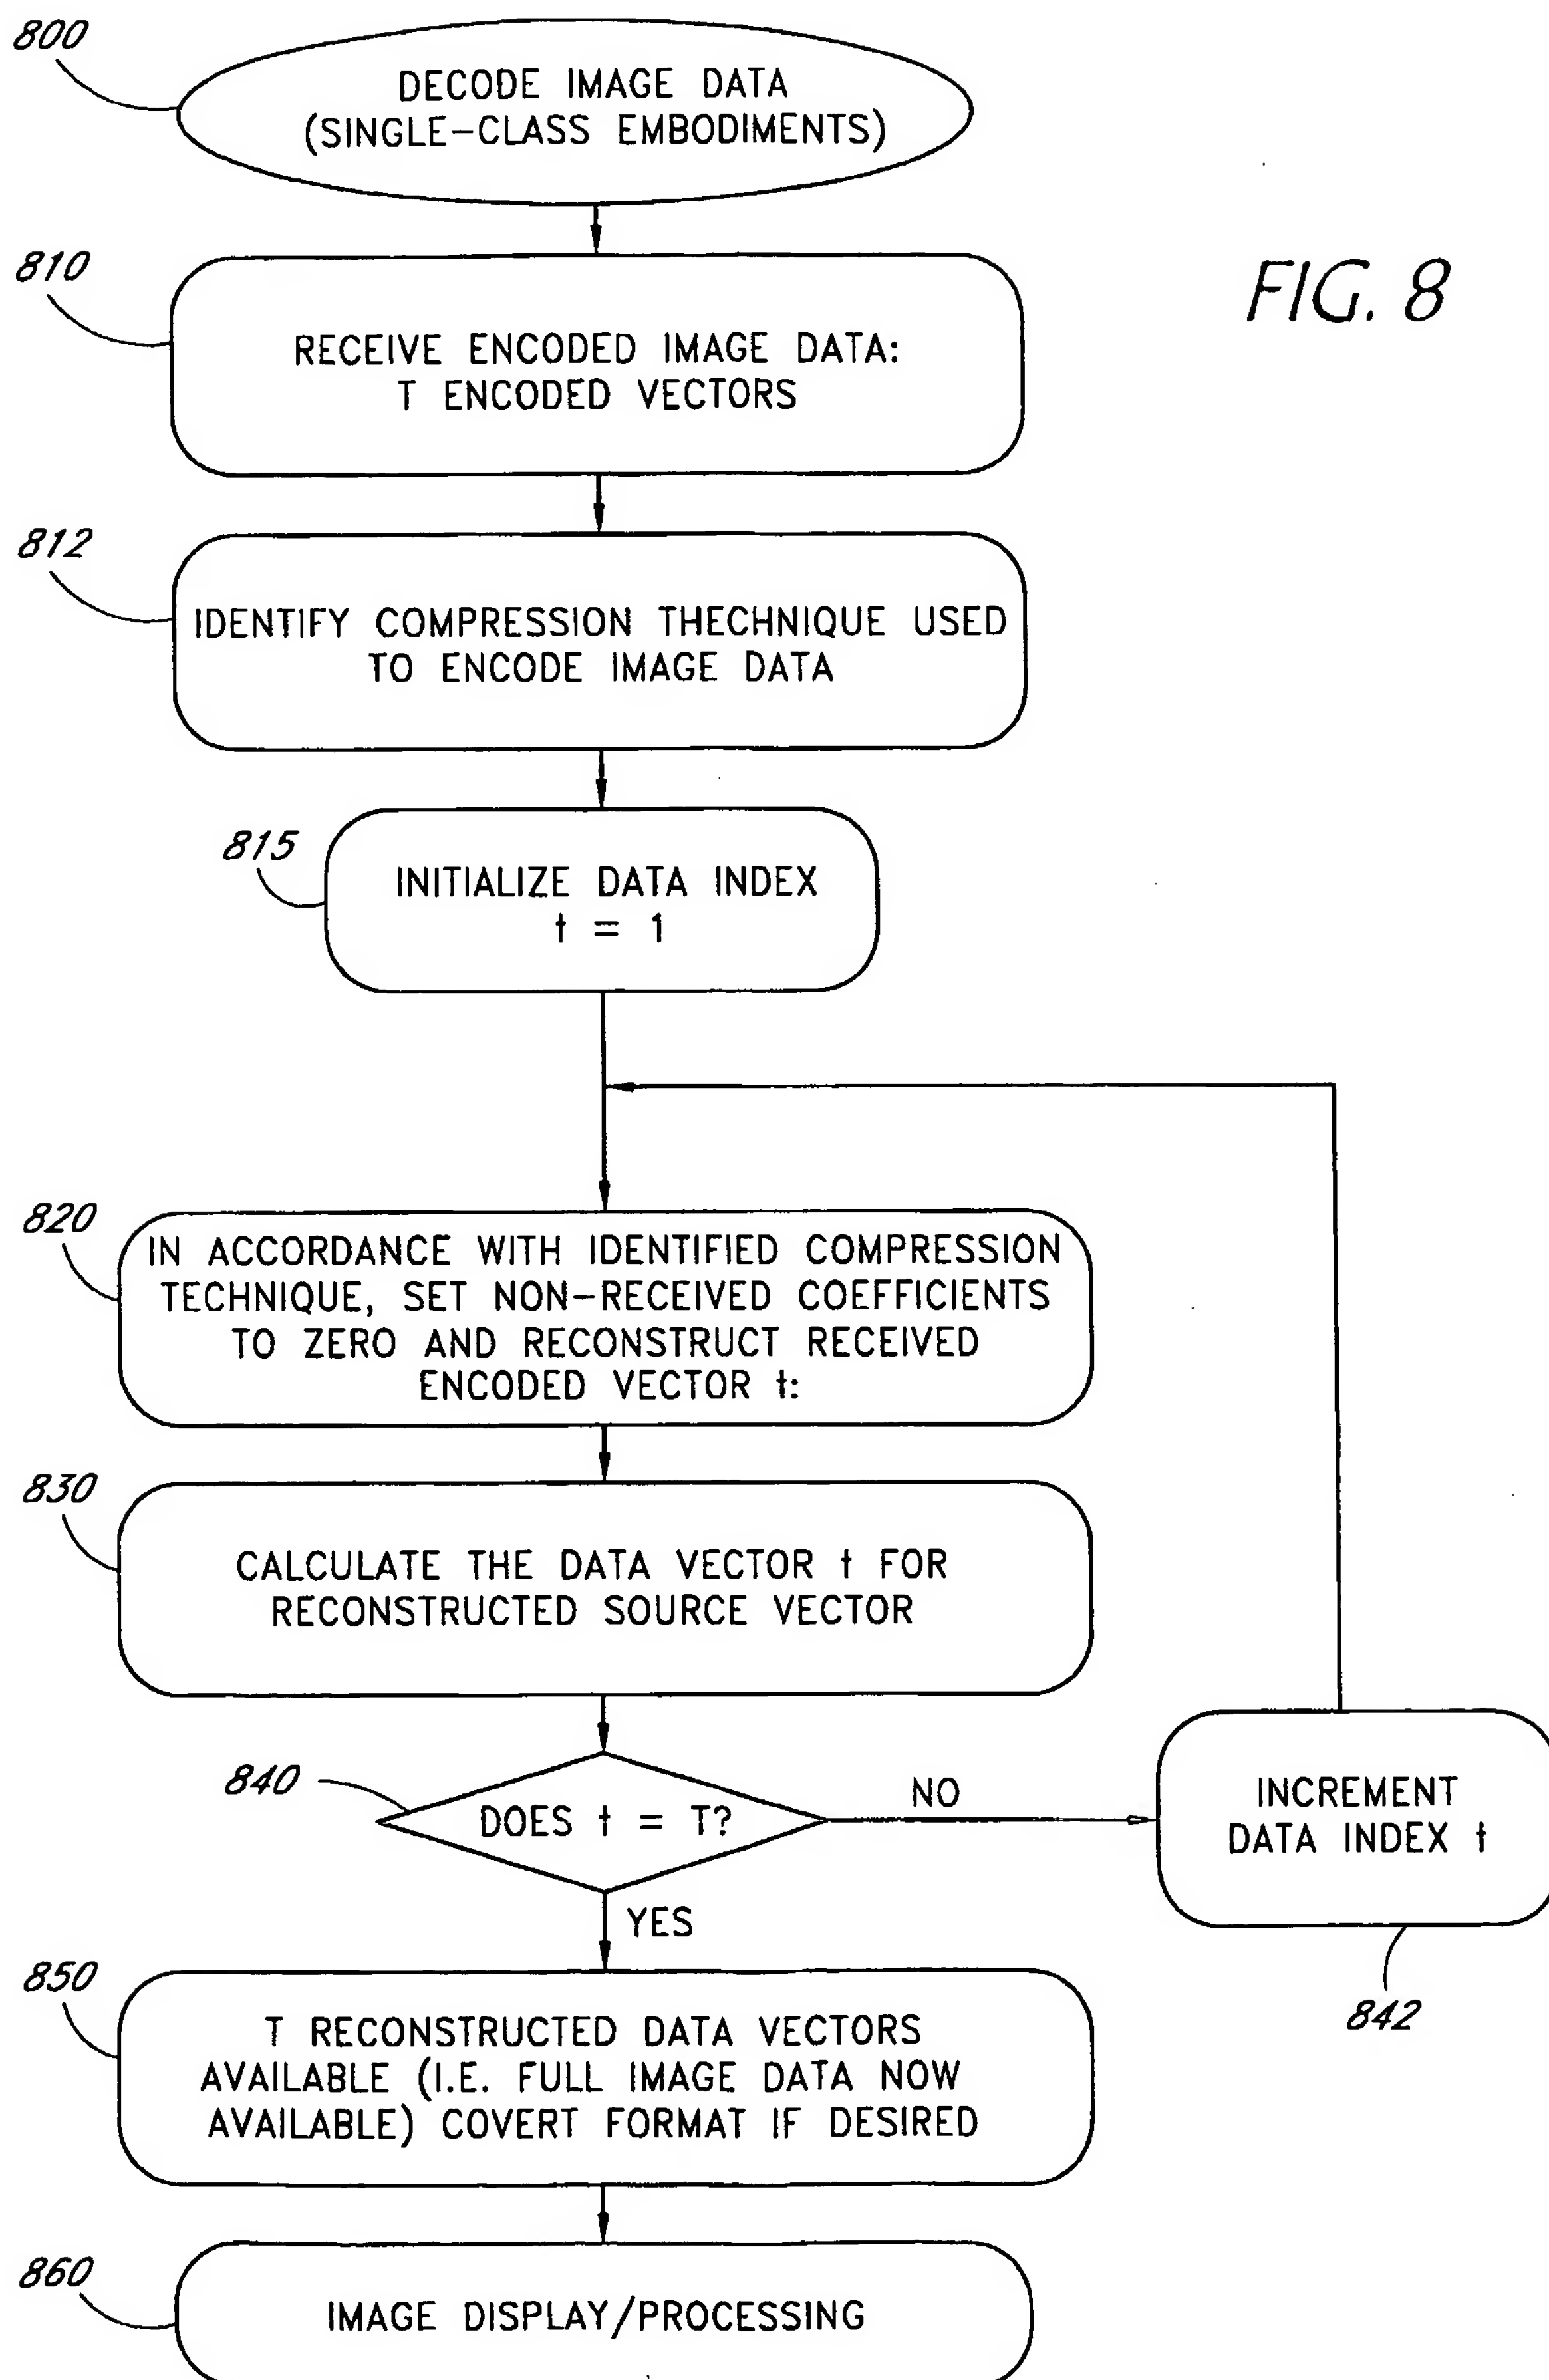 800
DECODE IMAGE DATA
(SINGLE-CLASS EMBODIMENTS)
810
FIG. 8
RECEIVE ENCODED IMAGE DATA:
T ENCODED VECTORS
812
IDENTIFY COMPRESSION THECHNIQUE USED
TO ENCODE IMAGE DATA
815
INITIALIZE DATA INDEX
t = 1
820
IN ACCORDANCE WITH IDENTIFIED COMPRESSION
TECHNIQUE, SET NON-RECEIVED COEFFICIENTS
TO ZERO AND RECONSTRUCT RECEIVED
ENCODED VECTOR t:
830
CALCULATE THE DATA VECTOR t FOR
RECONSTRUCTED SOURCE VECTOR
840
DOES t = T?
NO
INCREMENT
DATA INDEX t
842
YES
850
T RECONSTRUCTED DATA VECTORS
AVAILABLE (I.E. FULL IMAGE DATA NOW
AVAILABLE) COVERT FORMAT IF DESIRED
860
IMAGE DISPLAY/PROCESSING